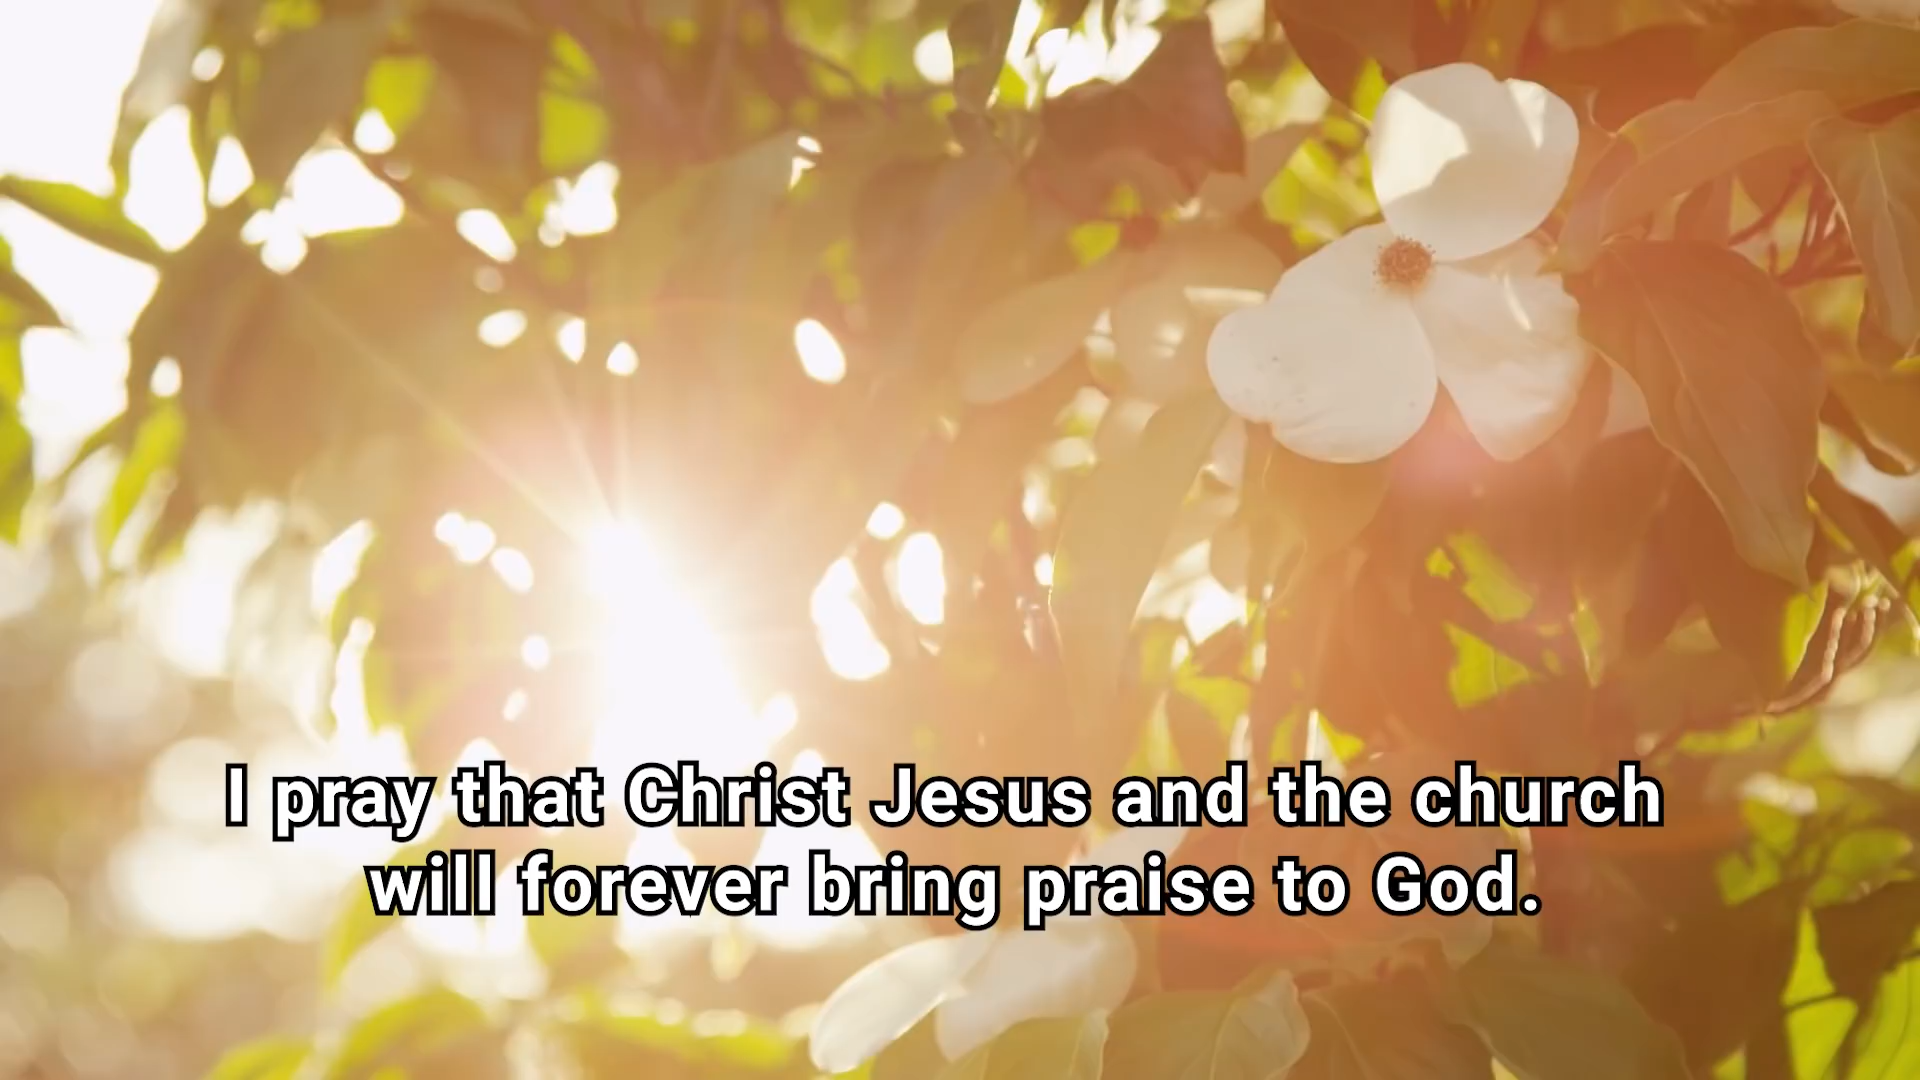 I pray that Christ Jesus and the church
will forever bring praise to God.